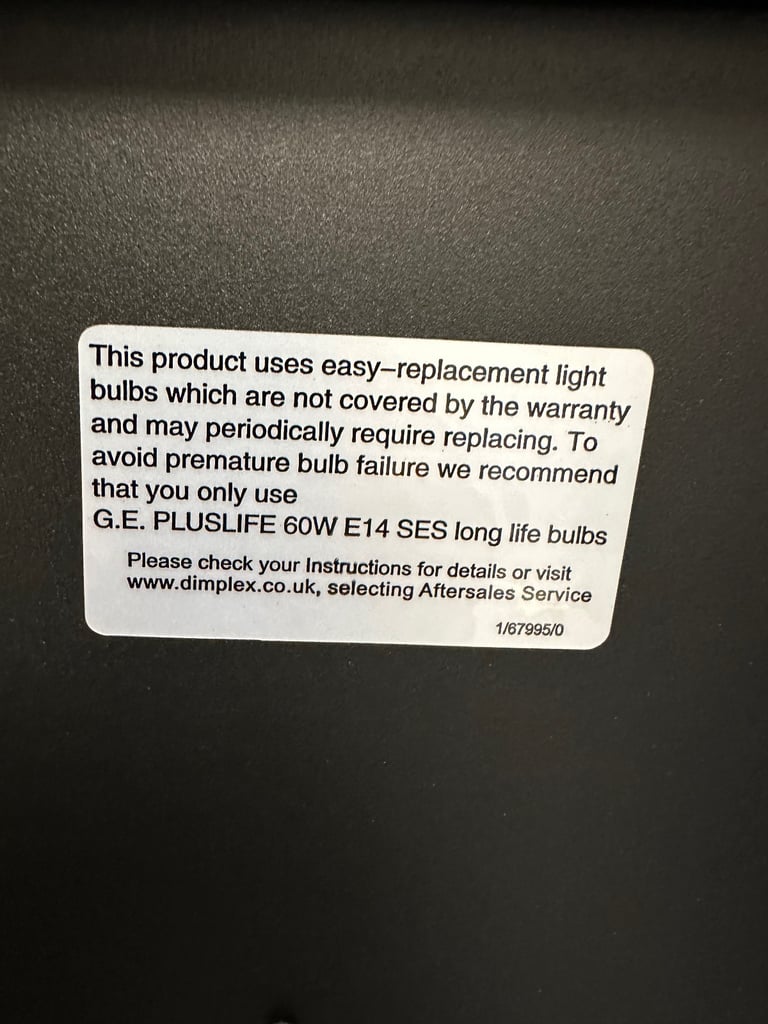 This product uses easy–replacement light
bulbs which are not covered by the warranty
and may periodically require replacing. To
avoid premature bulb failure we recommend
that you only use
G.E. PLUSLIFE 60W E14 SES long life bulbs
Please check your Instructions for details or visit
www.dimplex.co.uk, selecting Aftersales Service
1/67995/0